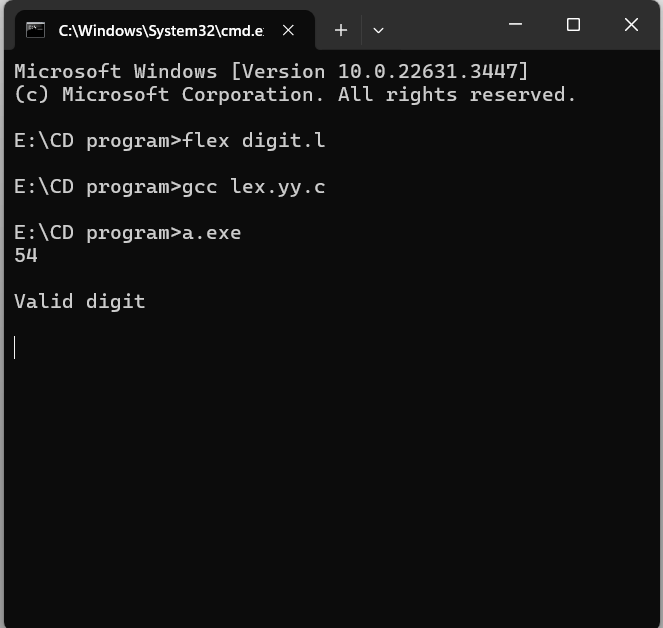 C:\Windows\System32\cmd.e
Microsoft Windows [Version 10.0.22631.3447]
(c) Microsoft Corporation. All rights reserved.
E:\CD program>flex digit.l
E:\CD program>gcc lex.yy.c
E:\CD program>a.exe
54
Valid digit